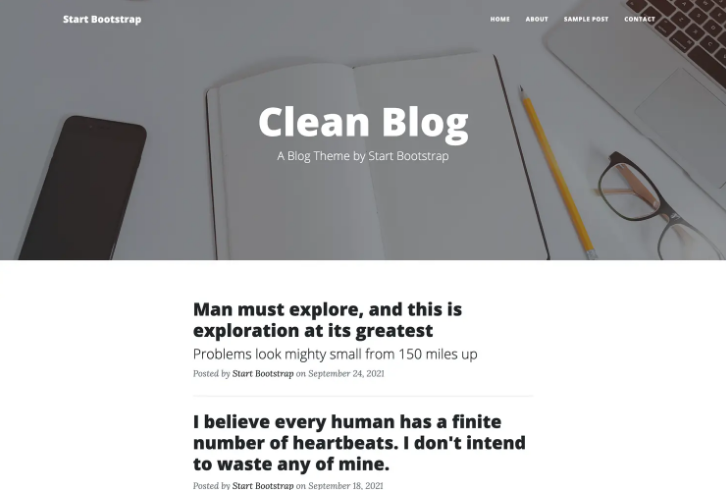 Start Bootstrap
HOME ABOUT SAMPLE POST CONTACT
Clean Blog
A Blog Theme by Start Bootstrap
Man must explore, and this is
exploration at its greatest
Problems look mighty small from 150 miles up
Posted by Start Bootstrap on September 24, 2021
I believe every human has a finite
number of heartbeats. I don't intend
to waste any of mine.
Posted by Start Bootstrap on September 18, 2021